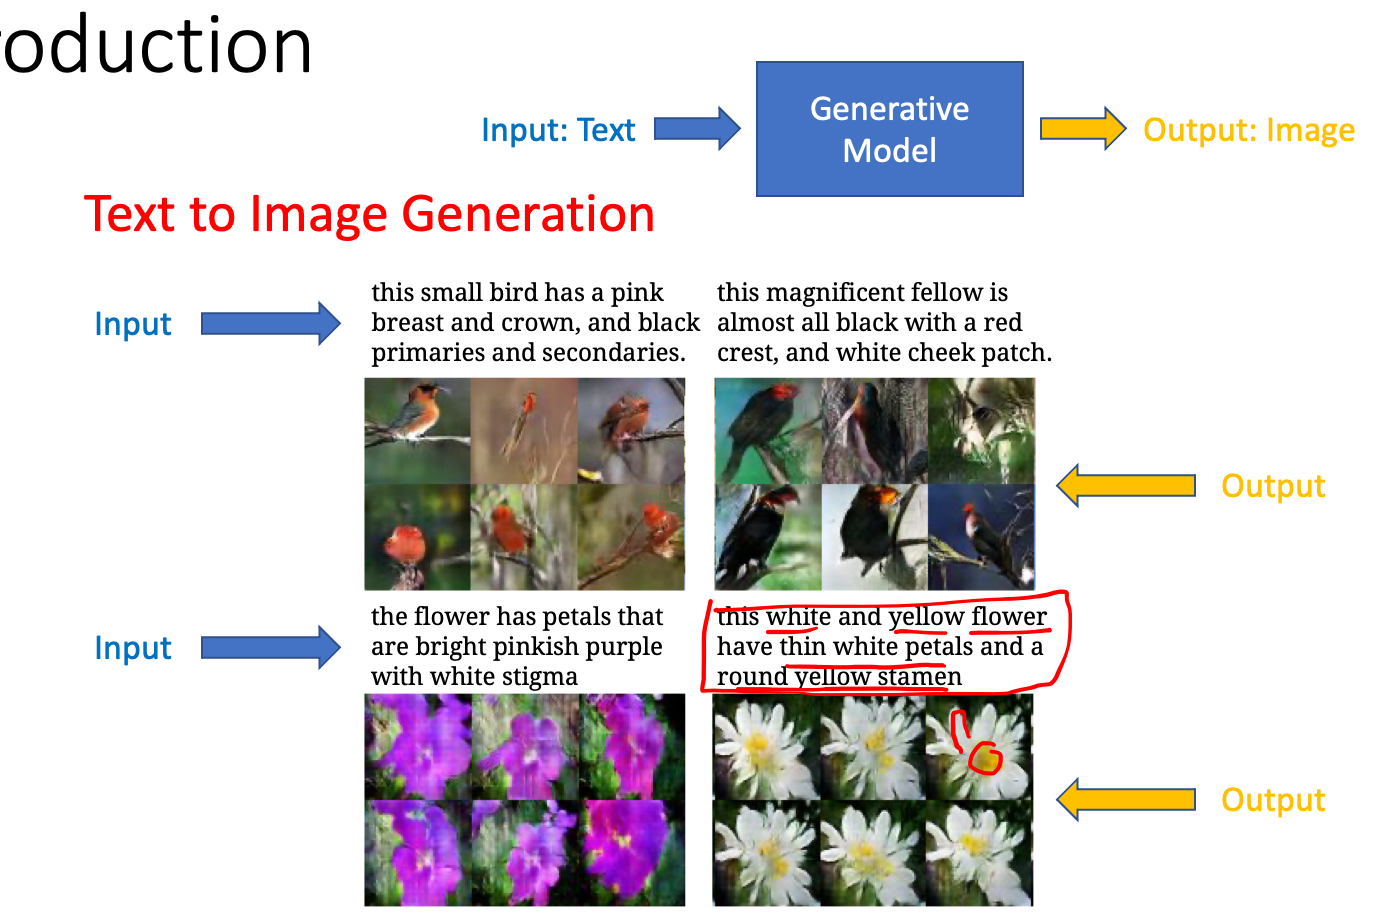 roduction
Input: Text
Generative
Model
Output: Image
Text to Image Generation
Input
this small bird has a pink
breast and crown, and black
primaries and secondaries.
this magnificent fellow is
almost all black with a red
crest, and white cheek patch.
Output
Input
the flower has petals that
are bright pinkish purple
with white stigma
this white and yellow flower
have thin white petals and a
round yellow stamen
Output